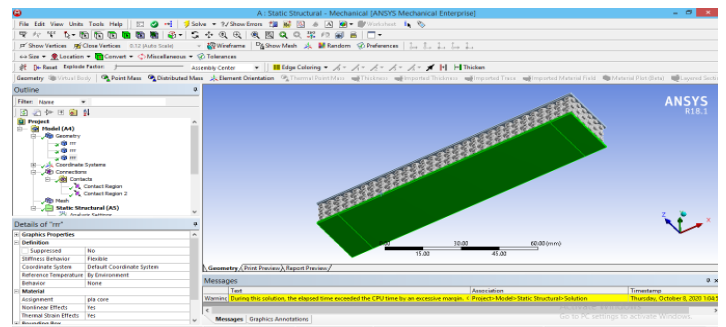 A : Static Structural - Mechanical [ANSYS Mechanical Enterprise]
File Edit View Units Tools Help Solve ?/ Show Errors Worksheet
Show Vertices Close Vertices 0.52 (Auto Scale) Wireframe Show Mesh Random Preferences
Size Location Convert Miscellaneous Tolerances
Reset Explode Factor: Assembly Center Edge Coloring Thicken
Geometry Virtual Body Point Mass Distributed Mass Element Orientation Thermal Point Mass Thickness Imported Thickness Imported Trace Imported Material Field Material Plot (Beta) Layered Secti
Outline
Filter: Name
Project
Model (A4)
Geometry
rrr
rrr
rrr
Coordinate Systems
Connections
Contacts
Contact Region
Contact Region 2
Mesh
Static Structural (A5)
Analysis Settings
Details of "rrr"
Graphics Properties
Definition
Suppressed No
Stiffness Behavior Flexible
Coordinate System Default Coordinate System
Reference Temperature By Environment
Behavior None
Material
Assignment pla core
Nonlinear Effects Yes
Thermal Strain Effects Yes
Bounding Box
ANSYS
R18.1
30.00 60.00 (mm)
15.00 45.00
Geometry Print Preview Report Preview
Messages
Text Association Timestamp
Warning During this solution, the elapsed time exceeded the CPU time by an excessive margin. Project>Model>Static Structural>Solution Thursday, October 8, 2020 1:04:5
Go to PC settings to activate Windows.
Messages Graphics Annotations